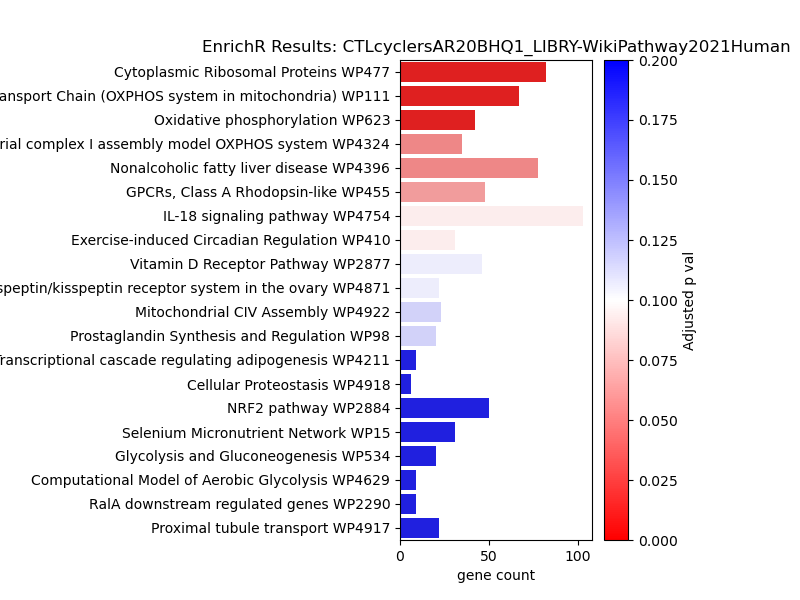 EnrichR Results: CTLcyclersAR20BHQ1_LIBRY-WikiPathway2021Human
Cytoplasmic Ribosomal Proteins WP477
ansport Chain (OXPHOS system in mitochondria) WP111
Oxidative phosphorylation WP623
rial complex I assembly model OXPHOS system WP4324
Nonalcoholic fatty liver disease WP4396
GPCRs, Class A Rhodopsin-like WP455
IL-18 signaling pathway WP4754
Exercise-induced Circadian Regulation WP410
Vitamin D Receptor Pathway WP2877
speptin/kisspeptin receptor system in the ovary WP4871
Mitochondrial CIV Assembly WP4922
Prostaglandin Synthesis and Regulation WP98
Transcriptional cascade regulating adipogenesis WP4211
Cellular Proteostasis WP4918
NRF2 pathway WP2884
Selenium Micronutrient Network WP15
Glycolysis and Gluconeogenesis WP534
Computational Model of Aerobic Glycolysis WP4629
RalA downstream regulated genes WP2290
Proximal tubule transport WP4917
0 50 100
gene count
0.200
0.175
0.150
0.125
0.100
0.075
0.050
0.025
0.000
Adjusted p val